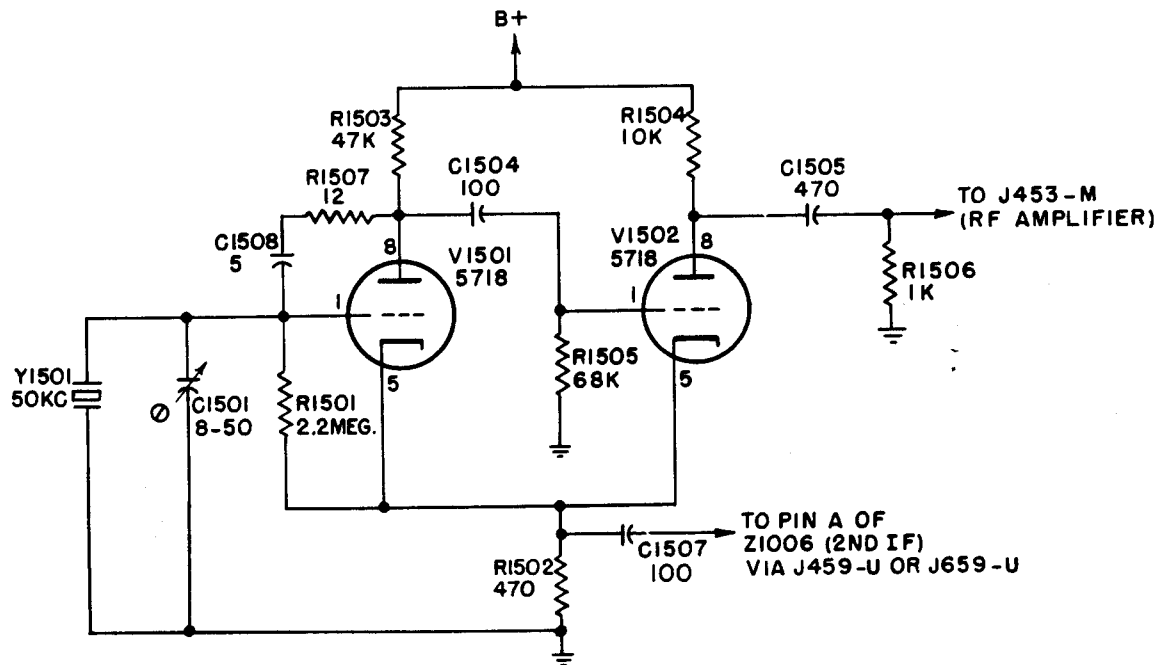 B+
R1503
47K
R1504
10K
R1507
12
C1504
100
C1505
470
TO J453-M
(RF AMPLIFIER)
C1508
5
8
V1501
5718
V1502
5718
8
R1506
1K
1
1
Y1501
50KC
Ø
C1501
8-50
R1501
2.2MEG.
5
R1505
68K
5
R1502
470
C1507
100
TO PIN A OF
Z1006 (2ND IF)
VIA J459-U OR J659-U